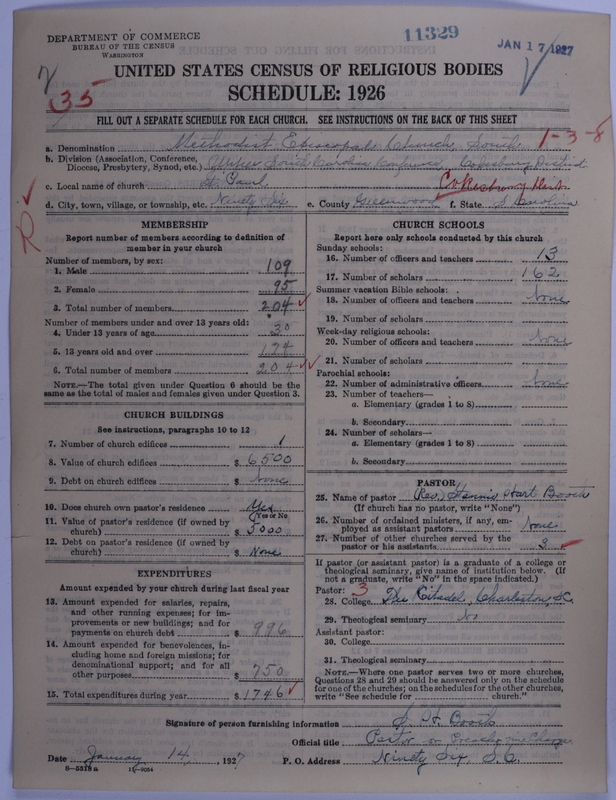 DEPARTMENT OF COMMERCE
BUREAU OF THE CENSUS
WASHINGTON
11329
JAN 17 1927
35
UNITED STATES CENSUS OF RELIGIOUS BODIES
SCHEDULE: 1926
FILL OUT A SEPARATE SCHEDULE FOR EACH CHURCH. SEE INSTRUCTIONS ON THE BACK OF THIS SHEET
1-3-8
a. Denomination Methodist Episcopal Church, South
b. Division (Association, Conference, Diocese, Presbytery, Synod, etc.) Upper South Carolina Conference Cokesbury District
Cokesbury Dist.
c. Local name of church St. Paul
d. City, town, village, or township, etc. Ninety Six e. County Greenwood f. State S Carolina
R
MEMBERSHIP
Report number of members according to definition of member in your church
Number of members, by sex:
1. Male 109
2. Female 95
3. Total number of members 204
Number of members under and over 13 years old:
4. Under 13 years of age 30
5. 13 years old and over 174
6. Total number of members 204
NOTE.—The total given under Question 6 should be the same as the total of males and females given under Question 3.
CHURCH BUILDINGS
See instructions, paragraphs 10 to 12
7. Number of church edifices 1
8. Value of church edifices $ 6500
9. Debt on church edifices $ None
10. Does church own pastor's residence Yes
(Yes or No)
11. Value of pastor's residence (if owned by church) $ 5000
12. Debt on pastor's residence (if owned by church) $ None
EXPENDITURES
Amount expended by your church during last fiscal year
13. Amount expended for salaries, repairs, and other running expenses; for improvements or new buildings; and for payments on church debt $ 996
14. Amount expended for benevolences, including home and foreign missions; for denominational support; and for all other purposes $ 750
15. Total expenditures during year $ 1746
CHURCH SCHOOLS
Report here only schools conducted by this church
Sunday schools:
16. Number of officers and teachers 13
17. Number of scholars 162
Summer vacation Bible schools:
18. Number of officers and teachers None
19. Number of scholars
Week-day religious schools:
20. Number of officers and teachers None
21. Number of scholars
Parochial schools:
22. Number of administrative officers None
23. Number of teachers—
a. Elementary (grades 1 to 8)
b. Secondary
24. Number of scholars—
a. Elementary (grades 1 to 8)
b. Secondary
PASTOR
25. Name of pastor (Rev.) Hart Booth
(If church has no pastor, write "None")
26. Number of ordained ministers, if any, employed as assistant pastors None
27. Number of other churches served by the pastor or his assistants 3
If pastor (or assistant pastor) is a graduate of a college or theological seminary, give name of institution below. (If not a graduate, write "No" in the space indicated.)
Pastor: 3
28. College The Citadel, Charleston, SC.
29. Theological seminary No
Assistant pastor:
30. College
31. Theological seminary
NOTE.—Where one pastor serves two or more churches, Questions 28 and 29 should be answered only on the schedule for one of the churches; on the schedules for the other churches, write "See schedule for church."
Signature of person furnishing information S. H. Booth
Official title Pastor or Preacher in Charge
Date January 14, 1927 P. O. Address Ninety Six, S.C.
8—5518a 11—9064